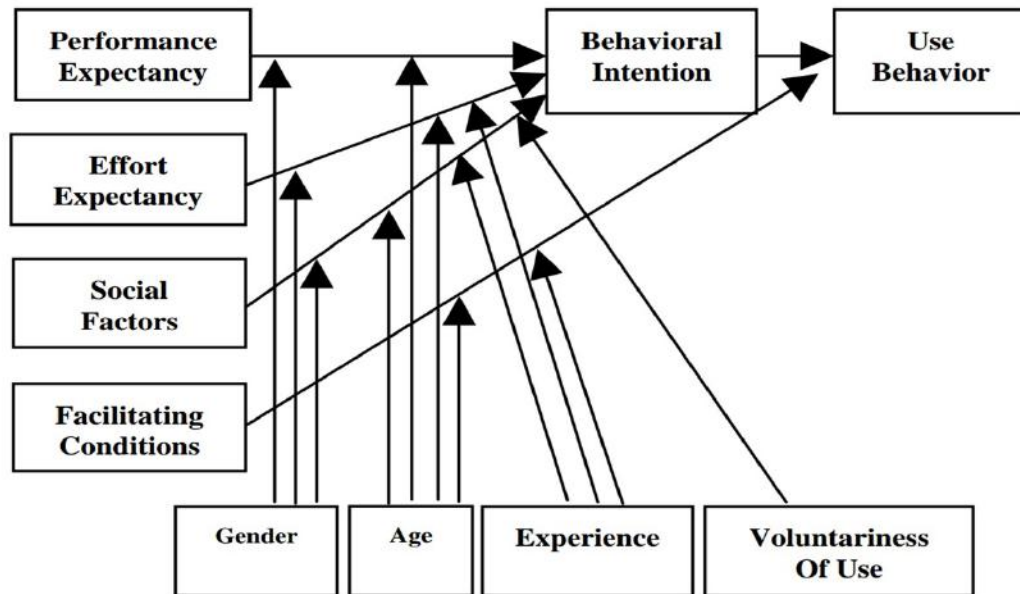 Performance
Expectancy
Behavioral
Intention
Use
Behavior
Effort
Expectancy
Social
Factors
Facilitating
Conditions
Gender
Age
Experience
Voluntariness
Of Use